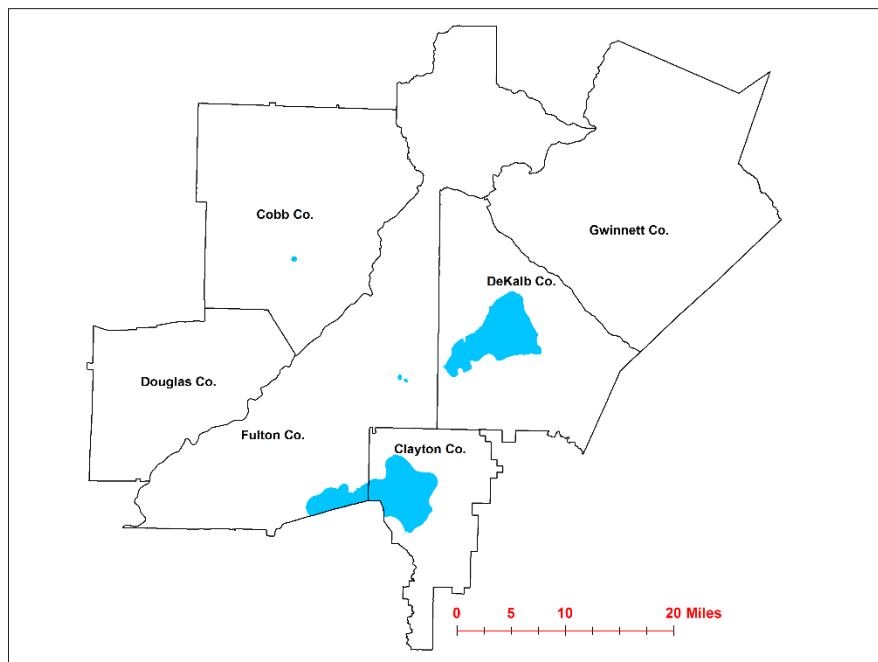 Cobb Co.
Gwinnett Co.
DeKalb Co.
Douglas Co.
Fulton Co.
Clayton Co.
0 5 10 20 Miles